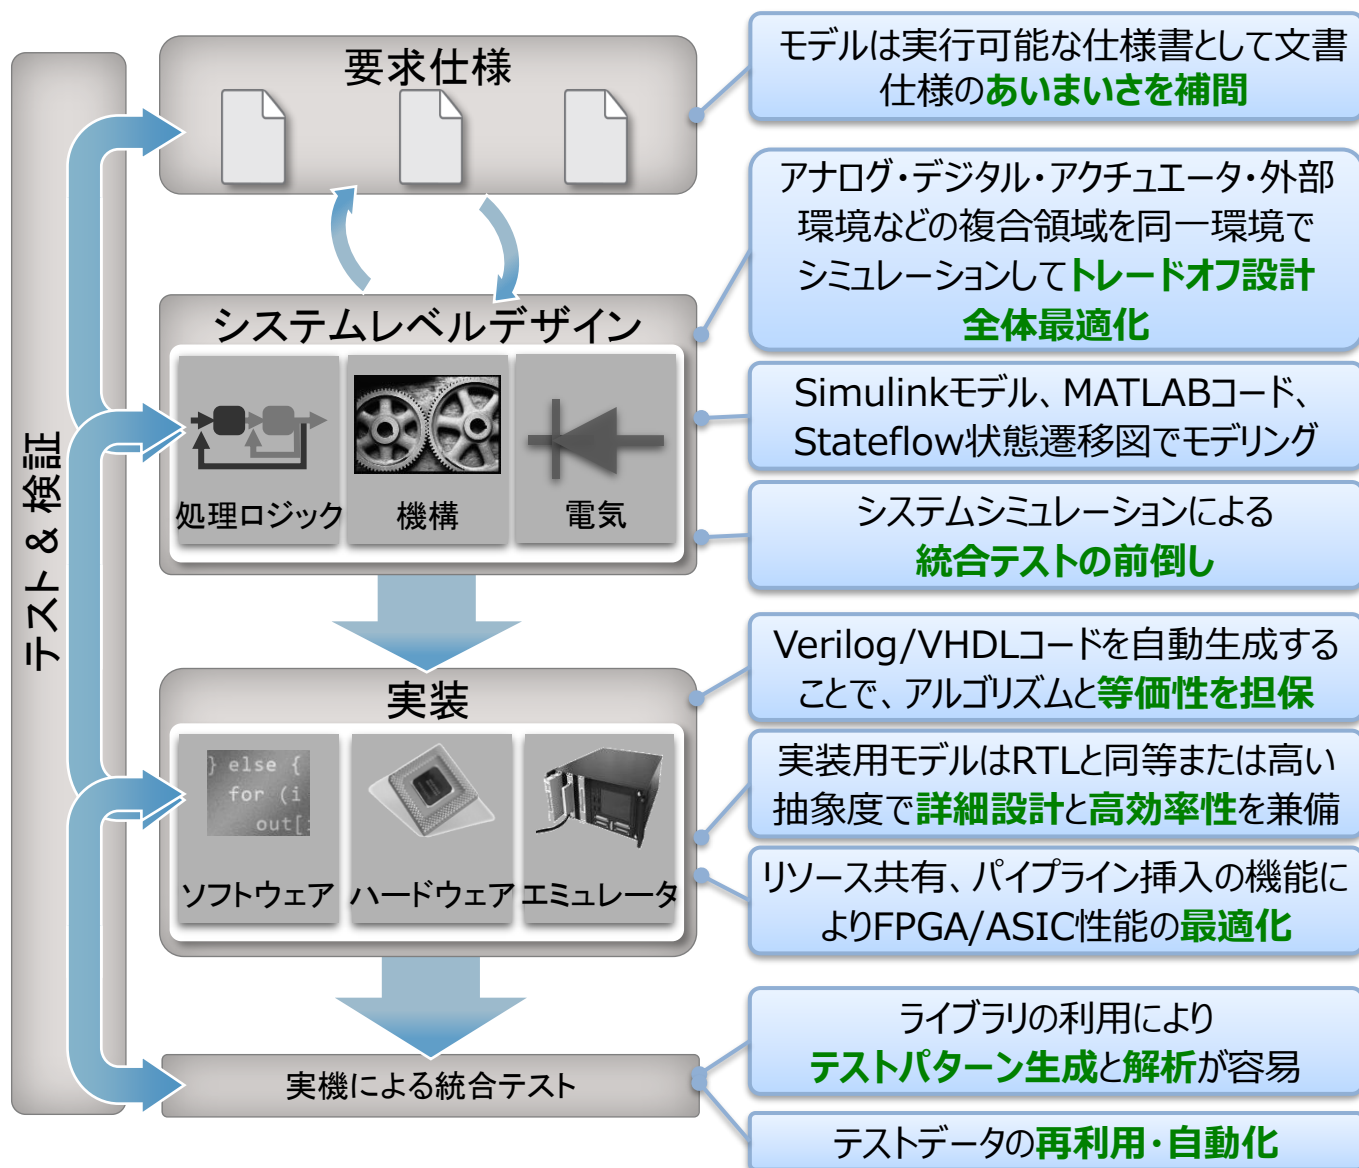 テスト & 検証
要求仕様
モデルは実行可能な仕様書として文書
仕様のあいまいさを補間
システムレベルデザイン
処理ロジック
機構
電気
アナログ・デジタル・アクチュエータ・外部
環境などの複合領域を同一環境で
シミュレーションしてトレードオフ設計
全体最適化
Simulinkモデル、MATLABコード、
Stateflow状態遷移図でモデリング
システムシミュレーションによる
統合テストの前倒し
実装
} else {
for (i
out[
ソフトウェア
ハードウェア
エミュレータ
Verilog/VHDLコードを自動生成する
ことで、アルゴリズムと等価性を担保
実装用モデルはRTLと同等または高い
抽象度で詳細設計と高効率性を兼備
リソース共有、パイプライン挿入の機能に
よりFPGA/ASIC性能の最適化
実機による統合テスト
ライブラリの利用により
テストパターン生成と解析が容易
テストデータの再利用・自動化